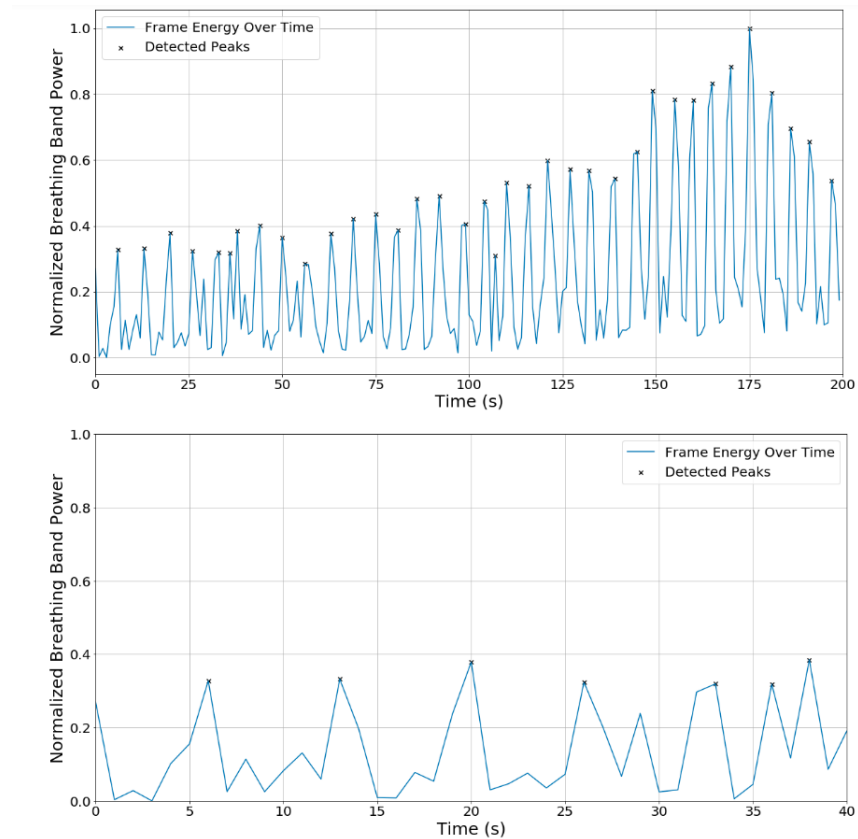 Frame Energy Over Time
Detected Peaks
Normalized Breathing Band Power
1.0
0.8
0.6
0.4
0.2
0.0
0 25 50 75 100 125 150 175 200
Time (s)
Frame Energy Over Time
Detected Peaks
Normalized Breathing Band Power
1.0
0.8
0.6
0.4
0.2
0.0
0 5 10 15 20 25 30 35 40
Time (s)